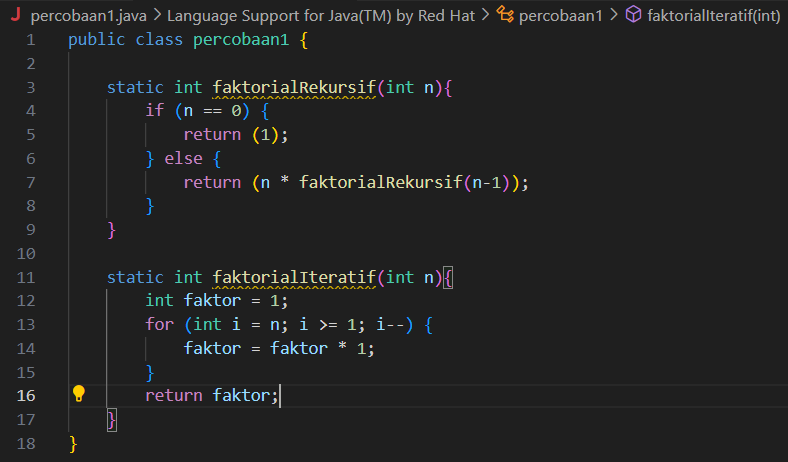 J percobaan1.java > Language Support for Java(TM) by Red Hat > percobaan1 > faktorialIteratif(int)
1 public class percobaan1 {
2
3     static int faktorialRekursif(int n){
4         if (n == 0) {
5             return (1);
6         } else {
7             return (n * faktorialRekursif(n-1));
8         }
9     }
10
11     static int faktorialIteratif(int n){
12         int faktor = 1;
13         for (int i = n; i >= 1; i--) {
14             faktor = faktor * 1;
15         }
16         return faktor;
17     }
18 }